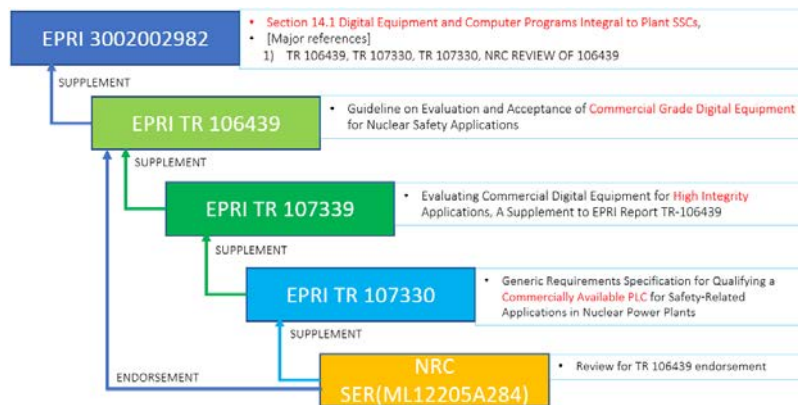 EPRI 3002002982
• Section 14.1 Digital Equipment and Computer Programs Integral to Plant SSCs,
• [Major references]
1) TR 106439, TR 107330, TR 107330, NRC REVIEW OF 106439
SUPPLEMENT
EPRI TR 106439
• Guideline on Evaluation and Acceptance of Commercial Grade Digital Equipment
for Nuclear Safety Applications
SUPPLEMENT
EPRI TR 107339
• Evaluating Commercial Digital Equipment for High Integrity
Applications, A Supplement to EPRI Report TR-106439
SUPPLEMENT
EPRI TR 107330
• Generic Requirements Specification for Qualifying a
Commercially Available PLC for Safety-Related
Applications in Nuclear Power Plants
SUPPLEMENT
NRC
SER(ML12205A284)
• Review for TR 106439 endorsement
ENDORSEMENT